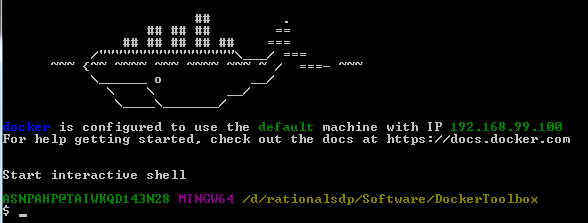 docker is configured to use the default machine with IP 192.168.99.100
For help getting started, check out the docs at https://docs.docker.com
Start interactive shell
ASNPAHP@TAIWKQD143N28 MINGW64 /d/rationalsdp/Software/DockerToolbox
$ _